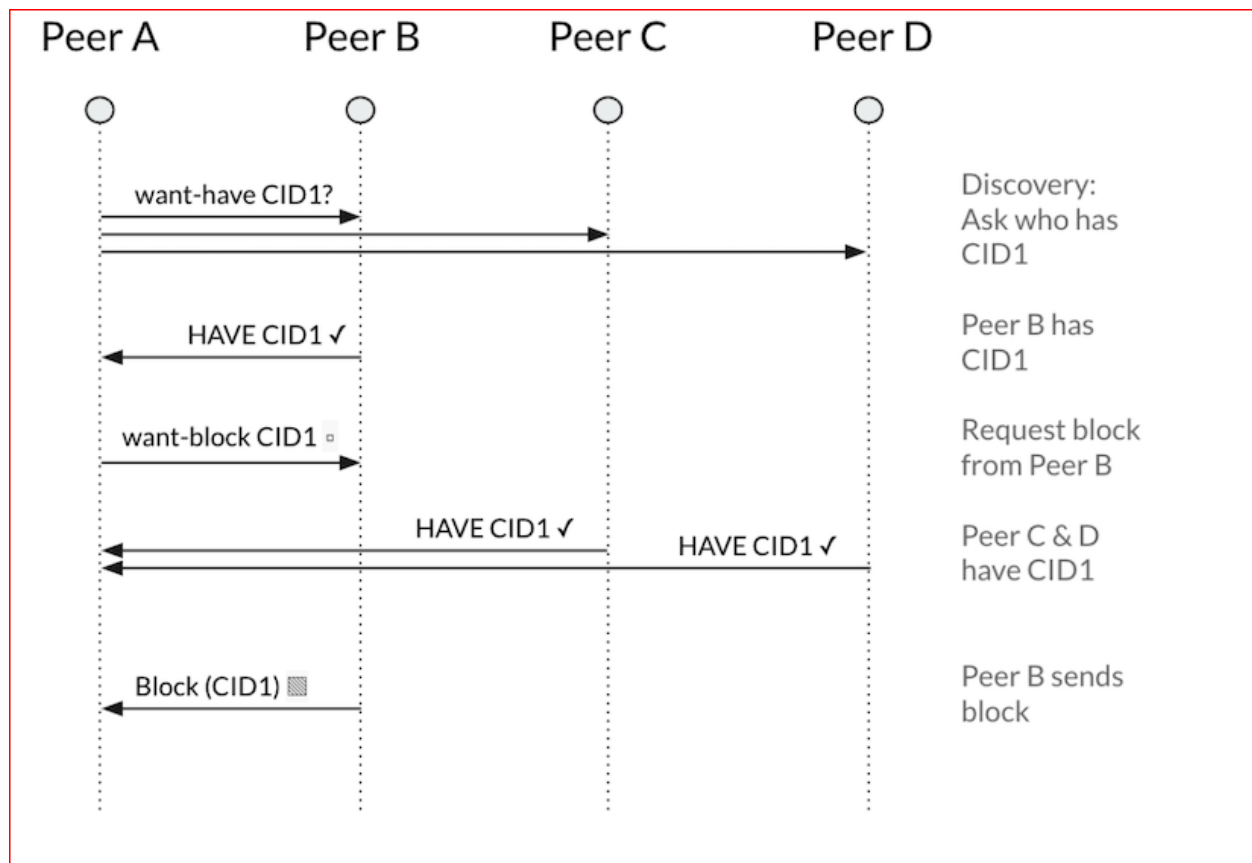 Peer A Peer B Peer C Peer D
want-have CID1?
Discovery:
Ask who has
CID1
HAVE CID1 ✓
Peer B has
CID1
want-block CID1
Request block
from Peer B
HAVE CID1 ✓
HAVE CID1 ✓
Peer C & D
have CID1
Block (CID1)
Peer B sends
block